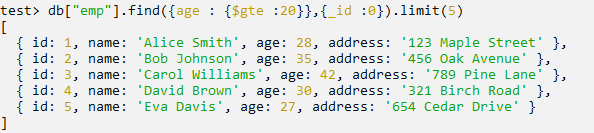 test> db["emp"].find({age : {$gte :20}},{_id :0}).limit(5)
[
  { id: 1, name: 'Alice Smith', age: 28, address: '123 Maple Street' },
  { id: 2, name: 'Bob Johnson', age: 35, address: '456 Oak Avenue' },
  { id: 3, name: 'Carol Williams', age: 42, address: '789 Pine Lane' },
  { id: 4, name: 'David Brown', age: 30, address: '321 Birch Road' },
  { id: 5, name: 'Eva Davis', age: 27, address: '654 Cedar Drive' }
]